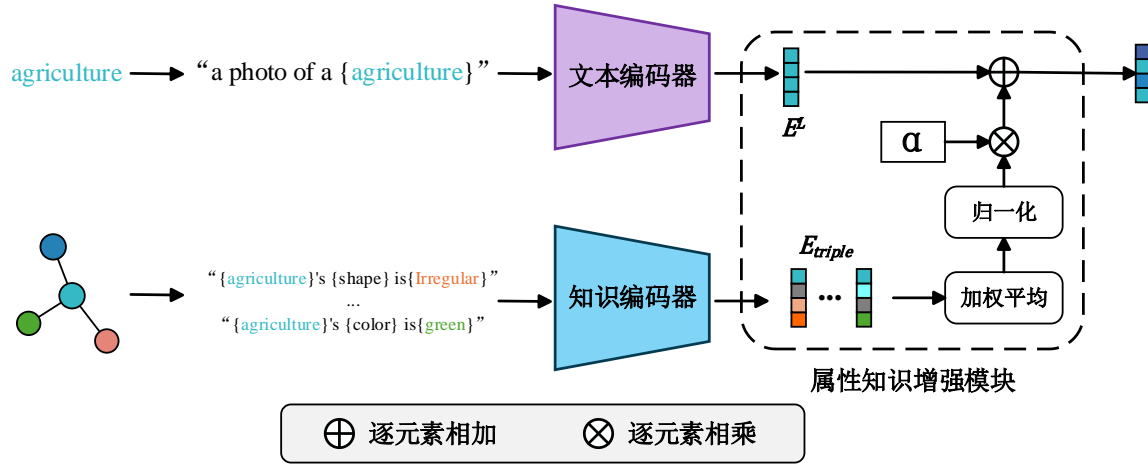 agriculture
“a photo of a {agriculture}”
文本编码器
E^L
α
归一化
“{agriculture}'s {shape} is{Irregular}”
...
“{agriculture}'s {color} is{green}”
知识编码器
E_triple
...
加权平均
属性知识增强模块
逐元素相加
逐元素相乘